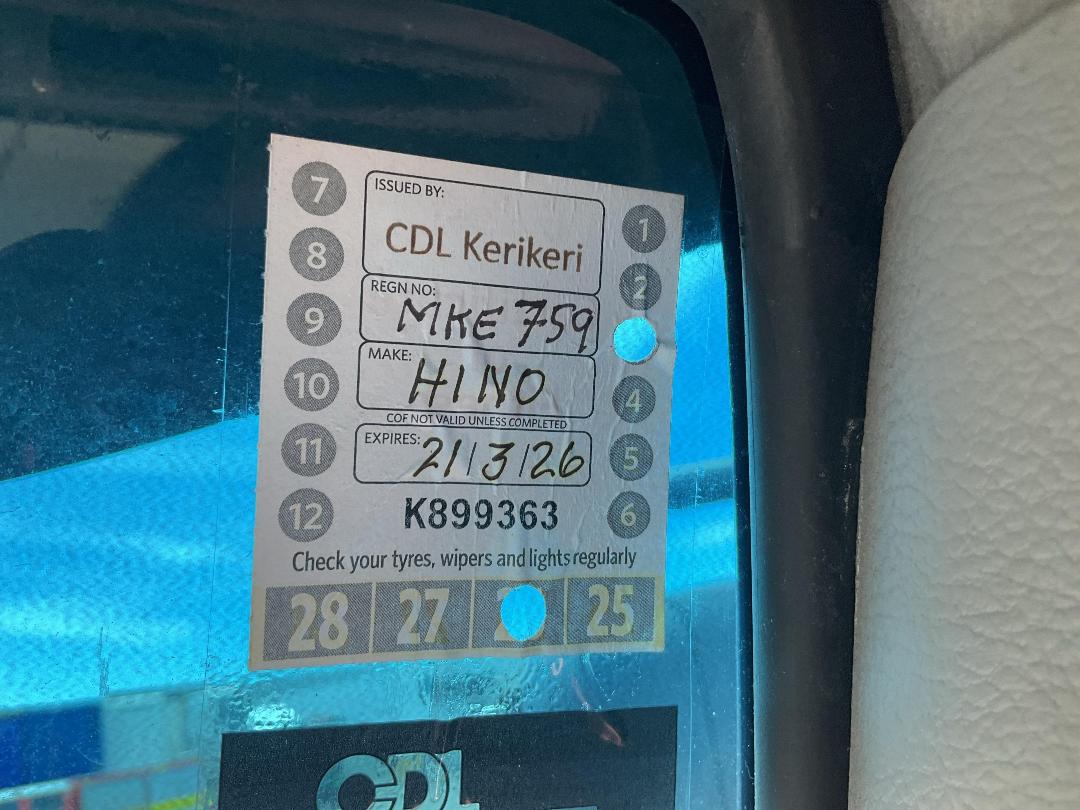 7
ISSUED BY:
1
CDL Kerikeri
8
2
REGN NO:
9
MKE 759
MAKE:
10
HINO
4
COF NOT VALID UNLESS COMPLETED
11
EXPIRES: 21/3/26
5
12
K899363
6
Check your tyres, wipers and lights regularly
28 27 25
CDL